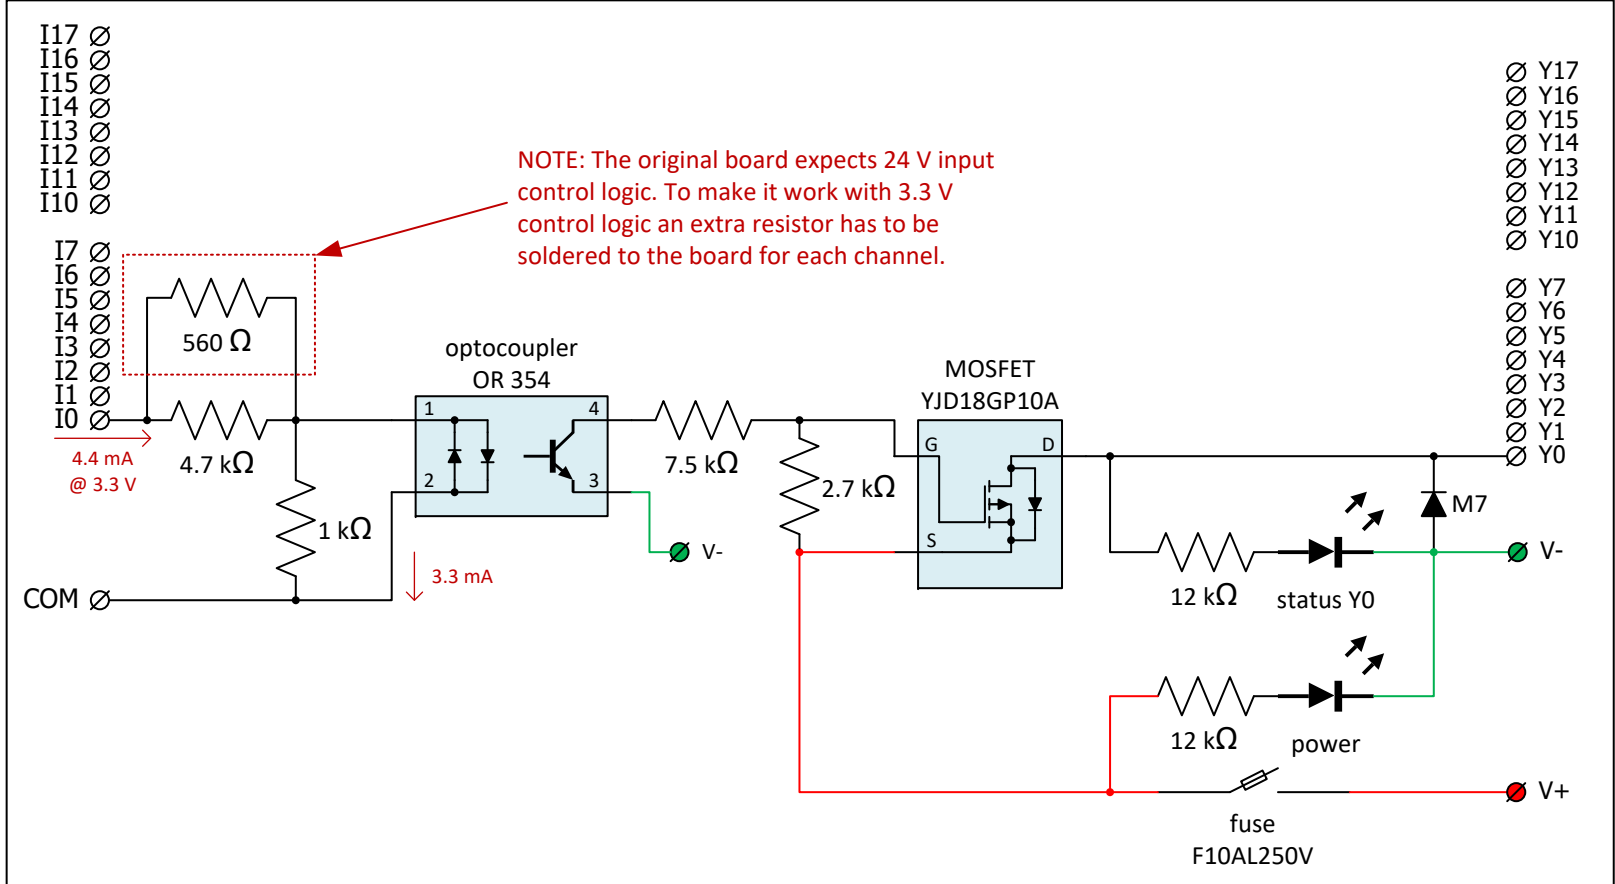 I17
I16
I15
I14
I13
I12
I11
I10
I7
I6
I5
I4
I3
I2
I1
I0
NOTE: The original board expects 24 V input
control logic. To make it work with 3.3 V
control logic an extra resistor has to be
soldered to the board for each channel.
560 Ω
4.7 kΩ
4.4 mA
@ 3.3 V
1 kΩ
COM
3.3 mA
optocoupler
OR 354
1
2
4
3
V-
7.5 kΩ
2.7 kΩ
MOSFET
YJD18GP10A
G
D
S
Y17
Y16
Y15
Y14
Y13
Y12
Y11
Y10
Y7
Y6
Y5
Y4
Y3
Y2
Y1
Y0
M7
V-
12 kΩ
status Y0
12 kΩ
power
V+
fuse
F10AL250V